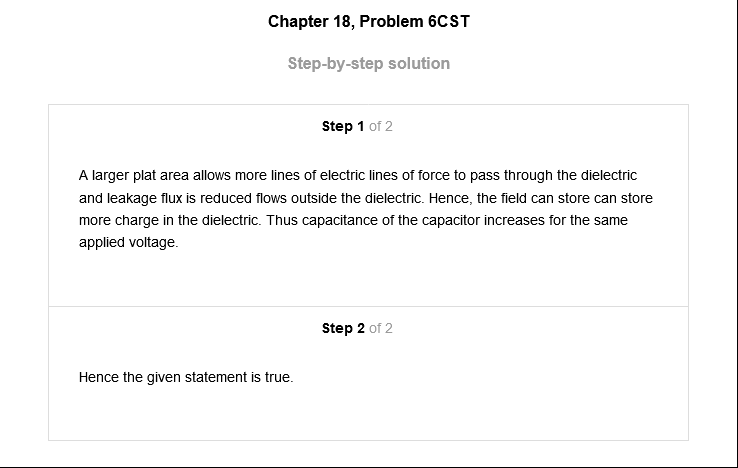 Chapter 18, Problem 6CST
Step-by-step solution
Step 1 of 2
A larger plat area allows more lines of electric lines of force to pass through the dielectric
and leakage flux is reduced flows outside the dielectric. Hence, the field can store can store
more charge in the dielectric. Thus capacitance of the capacitor increases for the same
applied voltage.
Step 2 of 2
Hence the given statement is true.